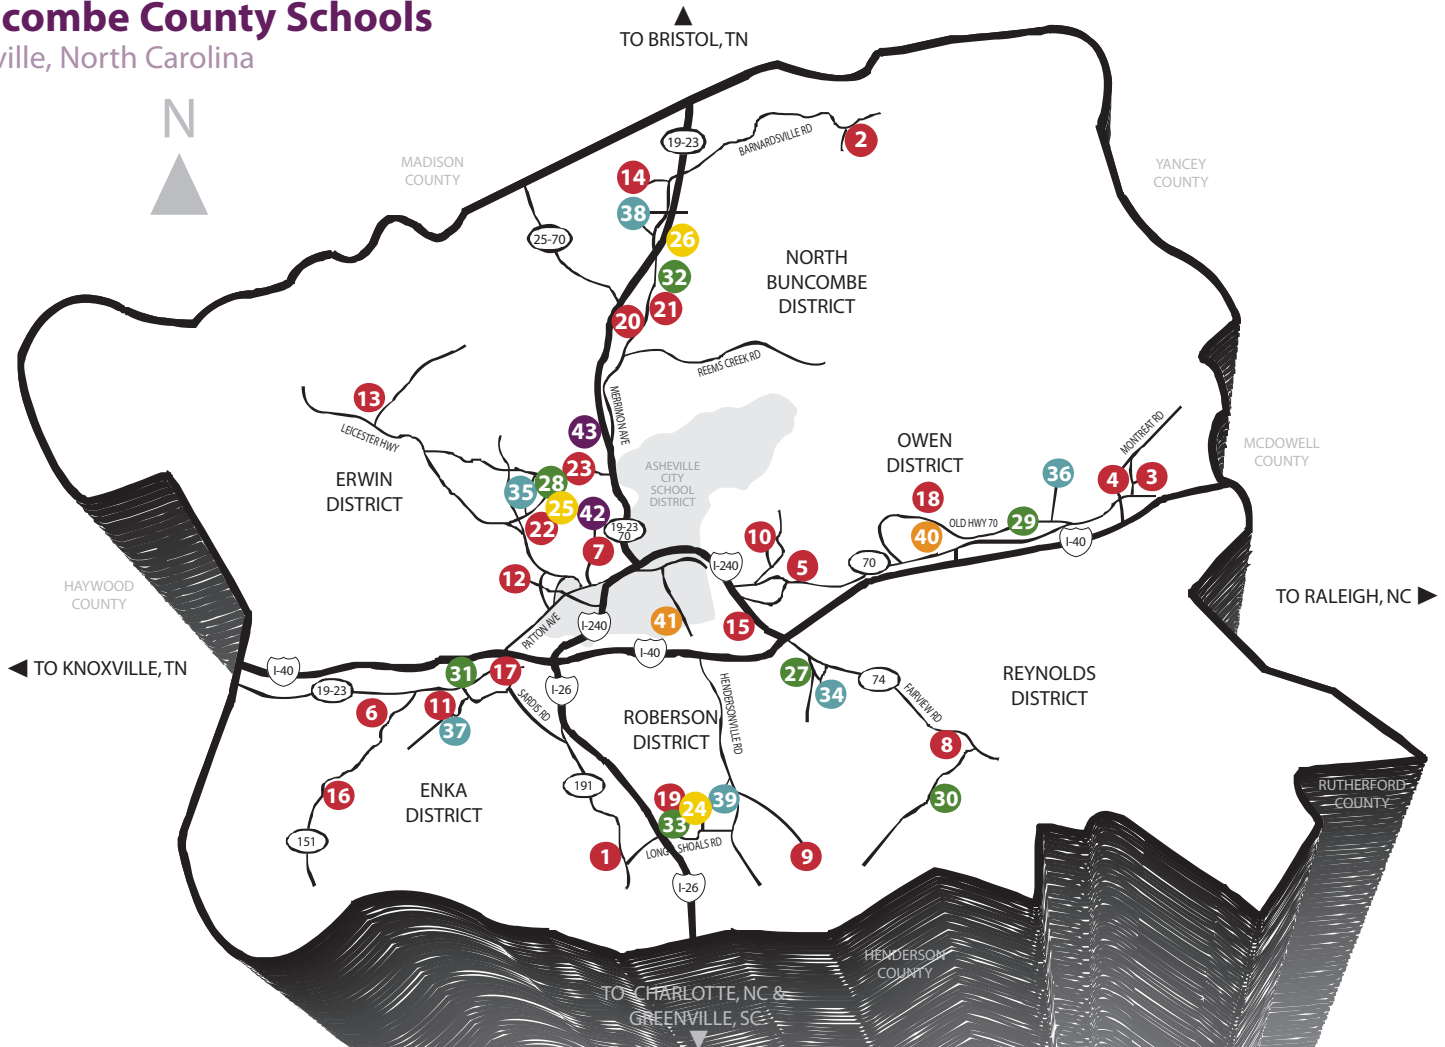 combe County Schools
ville, North Carolina
TO BRISTOL, TN
N
19-23
BARNARDSVILLE RD
2
MADISON
COUNTY
YANCEY
COUNTY
14
38
25-70
26
NORTH
BUNCOMBE
DISTRICT
32
21
20
REEMS CREEK RD
13
MERRIMON AVE
LEICESTER HWY
43
MONTREAT RD
OWEN
DISTRICT
MCDOWELL
COUNTY
ASHEVILLE
CITY
SCHOOL
DISTRICT
23
28
35
ERWIN
DISTRICT
36
4
3
18
25
42
22
19-23
70
OLD HWY 70
29
40
10
I-40
7
I-240
5
70
12
HAYWOOD
COUNTY
TO RALEIGH, NC
I-240
41
15
PATTON AVE
I-40
TO KNOXVILLE, TN
I-40
31
17
27
74
REYNOLDS
DISTRICT
19-23
I-26
34
6
11
37
SARDIS RD
ROBERSON
DISTRICT
HENDERSONVILLE RD
FAIRVIEW RD
8
191
16
ENKA
DISTRICT
19
24
39
30
RUTHERFORD
COUNTY
33
151
1
LONG SHOALS RD
9
I-26
HENDERSON
COUNTY
TO CHARLOTTE, NC &
GREENVILLE, SC